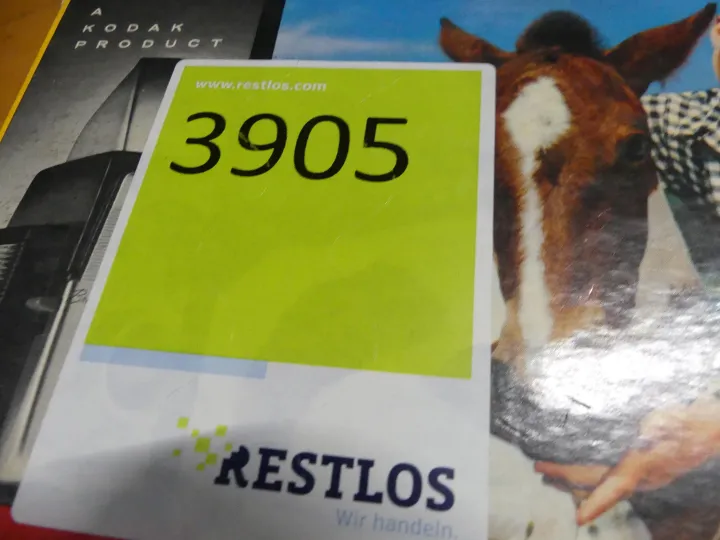 A
KODAK
PRODUCT
www.restlos.com
3905
RESTLOS
Wir handeln.